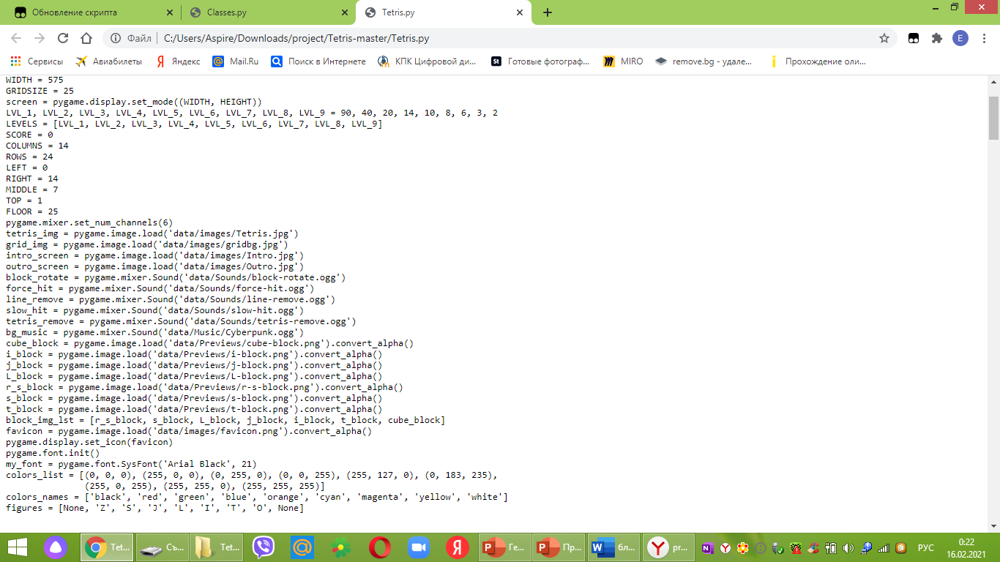 Обновление скрипта
Classes.py
Tetris.py
Файл | C:/Users/Aspire/Downloads/project/Tetris-master/Tetris.py
E
Сервисы Авиабилеты Яндекс Mail.Ru Поиск в Интернете КПК Цифровой ди... Готовые фотограф... MIRO remove.bg - удале... Прохождение оли...
WIDTH = 575
GRIDSIZE = 25
screen = pygame.display.set_mode((WIDTH, HEIGHT))
LVL_1, LVL_2, LVL_3, LVL_4, LVL_5, LVL_6, LVL_7, LVL_8, LVL_9 = 90, 40, 20, 14, 10, 8, 6, 3, 2
LEVELS = [LVL_1, LVL_2, LVL_3, LVL_4, LVL_5, LVL_6, LVL_7, LVL_8, LVL_9]
SCORE = 0
COLUMNS = 14
ROWS = 24
LEFT = 0
RIGHT = 14
MIDDLE = 7
TOP = 1
FLOOR = 25
pygame.mixer.set_num_channels(6)
tetris_img = pygame.image.load('data/images/Tetris.jpg')
grid_img = pygame.image.load('data/images/gridbg.jpg')
intro_screen = pygame.image.load('data/images/Intro.jpg')
outro_screen = pygame.image.load('data/images/Outro.jpg')
block_rotate = pygame.mixer.Sound('data/Sounds/block-rotate.ogg')
force_hit = pygame.mixer.Sound('data/Sounds/force-hit.ogg')
line_remove = pygame.mixer.Sound('data/Sounds/line-remove.ogg')
slow_hit = pygame.mixer.Sound('data/Sounds/slow-hit.ogg')
tetris_remove = pygame.mixer.Sound('data/Sounds/tetris-remove.ogg')
bg_music = pygame.mixer.Sound('data/Music/Cyberpunk.ogg')
cube_block = pygame.image.load('data/Previews/cube-block.png').convert_alpha()
i_block = pygame.image.load('data/Previews/i-block.png').convert_alpha()
j_block = pygame.image.load('data/Previews/j-block.png').convert_alpha()
L_block = pygame.image.load('data/Previews/L-block.png').convert_alpha()
r_s_block = pygame.image.load('data/Previews/r-s-block.png').convert_alpha()
s_block = pygame.image.load('data/Previews/s-block.png').convert_alpha()
t_block = pygame.image.load('data/Previews/t-block.png').convert_alpha()
block_img_lst = [r_s_block, s_block, L_block, j_block, i_block, t_block, cube_block]
favicon = pygame.image.load('data/images/favicon.png').convert_alpha()
pygame.display.set_icon(favicon)
pygame.font.init()
my_font = pygame.font.SysFont('Arial Black', 21)
colors_list = [(0, 0, 0), (255, 0, 0), (0, 255, 0), (0, 0, 255), (255, 127, 0), (0, 183, 235),
(255, 0, 255), (255, 255, 0), (255, 255, 255)]
colors_names = ['black', 'red', 'green', 'blue', 'orange', 'cyan', 'magenta', 'yellow', 'white']
figures = [None, 'Z', 'S', 'J', 'L', 'I', 'T', 'O', None]
Tet... Съ... Tet... Ге... Пр... бл... pr... РУС 0:22
16.02.2021